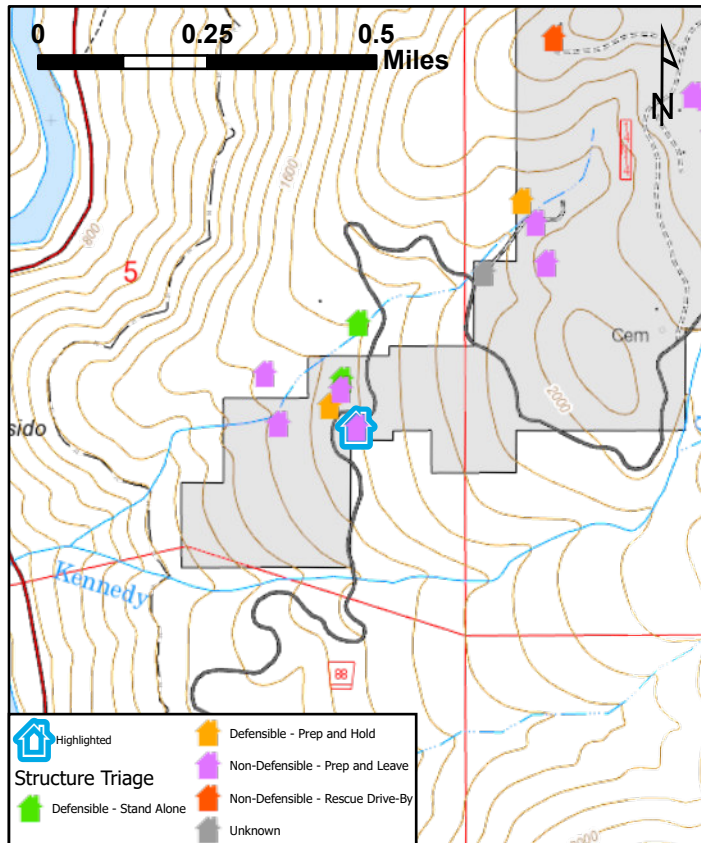 0 0.25 0.5
Miles
N
1600
800
5
Cem
2000
sido
Kennedy
88
Highlighted
Structure Triage
Defensible - Stand Alone
Defensible - Prep and Hold
Non-Defensible - Prep and Leave
Non-Defensible - Rescue Drive-By
Unknown